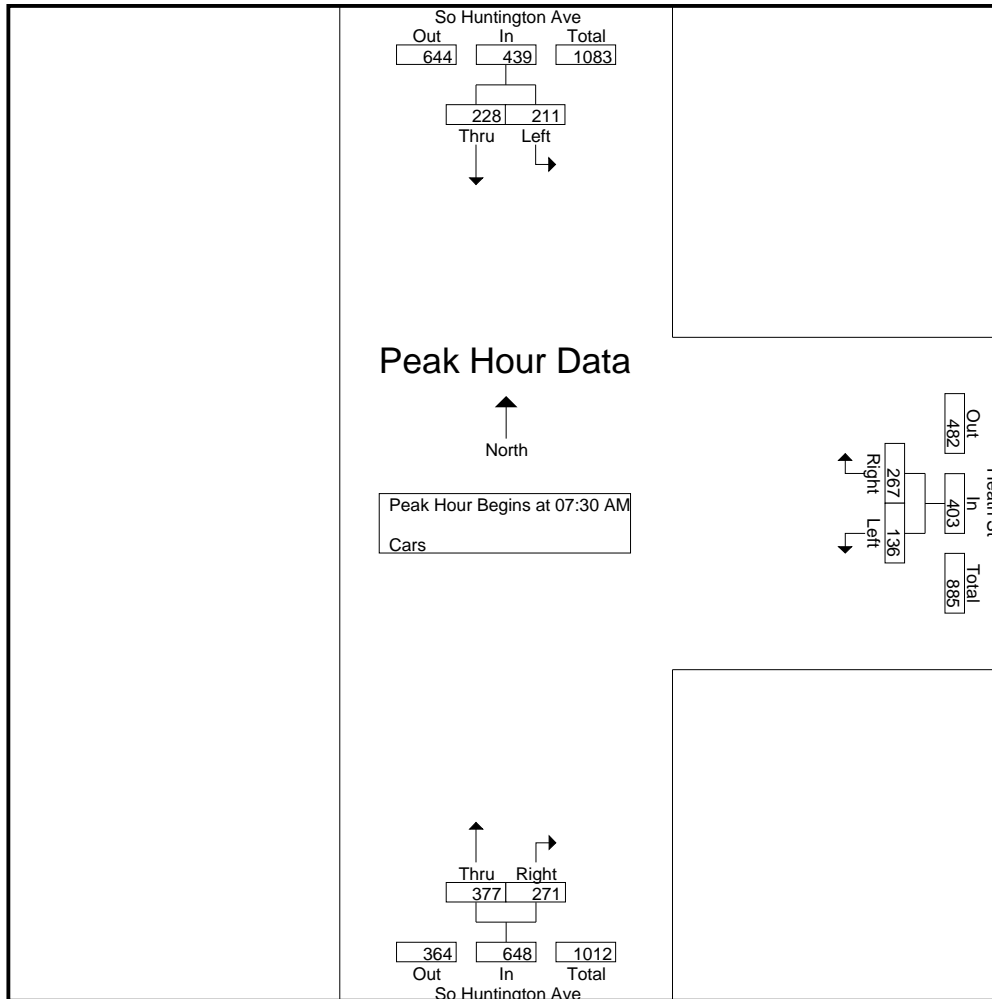 So Huntington Ave
Out In Total
644 439 1083
228 211
Thru Left
Peak Hour Data
North
Peak Hour Begins at 07:30 AM
Cars
Heath St
Out In Total
482 403 885
267 136
Right Left
Thru Right
377 271
364 648 1012
Out In Total
So Huntington Ave